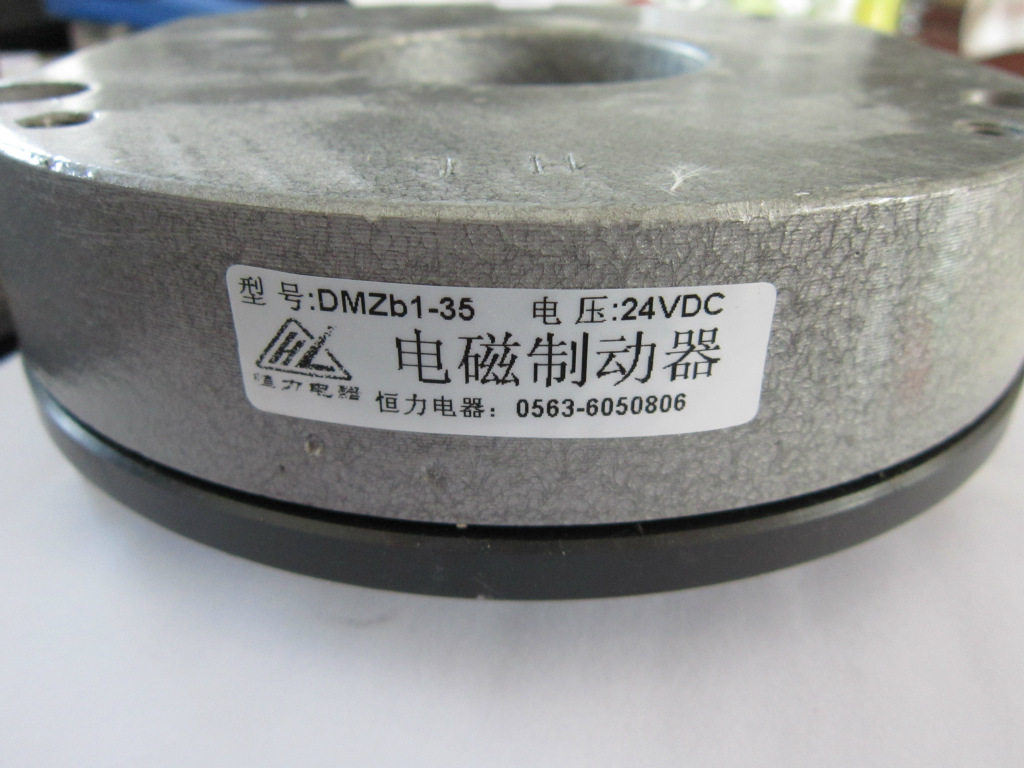 型号:DMZb1-35 电压:24VDC
HL 电磁制动器
恒力电器
恒力电器：0563-6050806